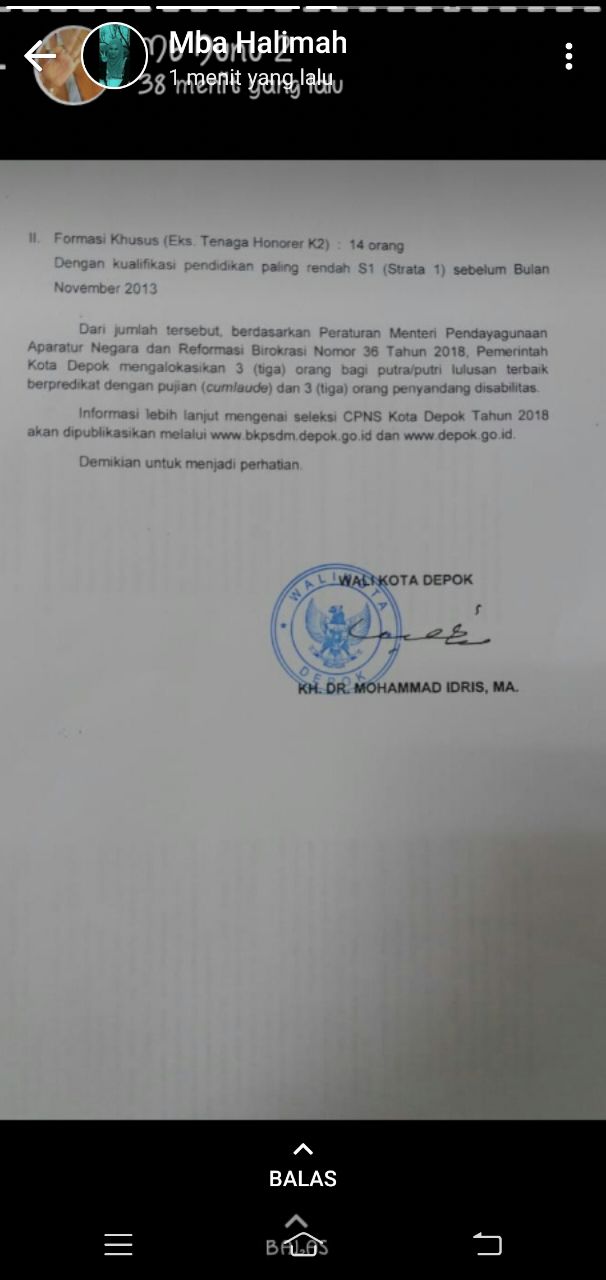 Mba Halimah
1 menit yang lalu
38 menit yang lalu
II. Formasi Khusus (Eks. Tenaga Honorer K2) : 14 orang
Dengan kualifikasi pendidikan paling rendah S1 (Strata 1) sebelum Bulan
November 2013
Dari jumlah tersebut, berdasarkan Peraturan Menteri Pendayagunaan
Aparatur Negara dan Reformasi Birokrasi Nomor 36 Tahun 2018, Pemerintah
Kota Depok mengalokasikan 3 (tiga) orang bagi putra/putri lulusan terbaik
berpredikat dengan pujian (cumlaude) dan 3 (tiga) orang penyandang disabilitas.
Informasi lebih lanjut mengenai seleksi CPNS Kota Depok Tahun 2018
akan dipublikasikan melalui www.bkpsdm.depok.go.id dan www.depok.go.id.
Demikian untuk menjadi perhatian.
WALI KOTA DEPOK
WALIKOTA
DEPOK
KH. DR. MOHAMMAD IDRIS, MA.
BALAS
BALAS